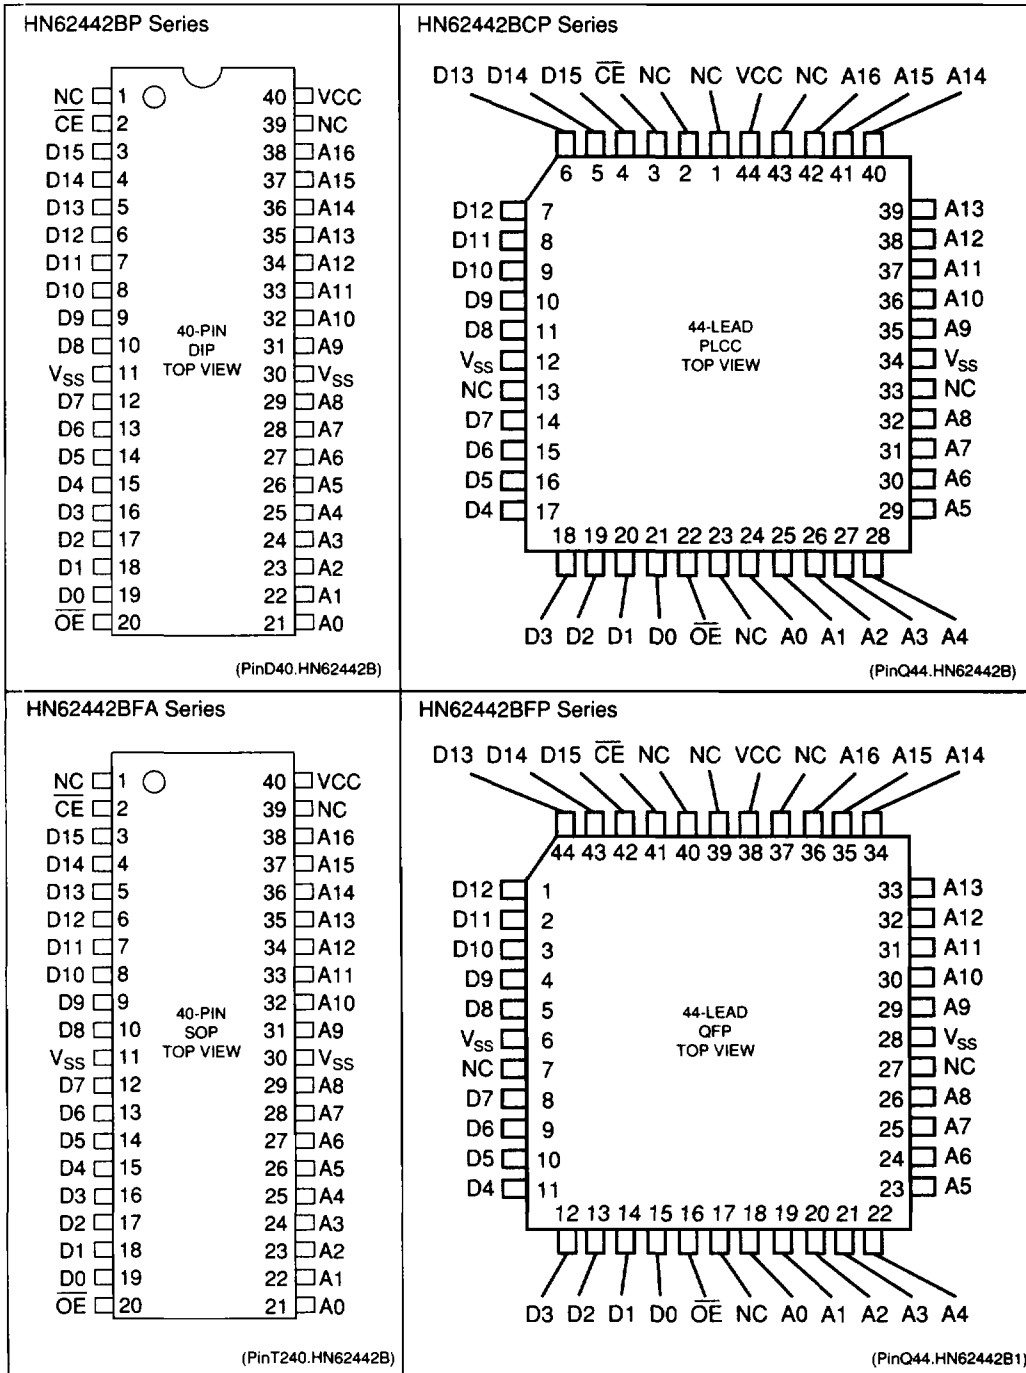 HN62442BP Series
NC 1 40 VCC
CE 2 39 NC
D15 3 38 A16
D14 4 37 A15
D13 5 36 A14
D12 6 35 A13
D11 7 34 A12
D10 8 33 A11
D9 9 32 A10
D8 10 31 A9
VSS 11 30 VSS
D7 12 29 A8
D6 13 28 A7
D5 14 27 A6
D4 15 26 A5
D3 16 25 A4
D2 17 24 A3
D1 18 23 A2
D0 19 22 A1
OE 20 21 A0
40-PIN
DIP
TOP VIEW
(PinD40.HN62442B)
HN62442BCP Series
D13 D14 D15 CE NC NC VCC NC A16 A15 A14
6 5 4 3 2 1 44 43 42 41 40
D12 7 39 A13
D11 8 38 A12
D10 9 37 A11
D9 10 36 A10
D8 11 35 A9
VSS 12 34 VSS
NC 13 33 NC
D7 14 32 A8
D6 15 31 A7
D5 16 30 A6
D4 17 29 A5
44-LEAD
PLCC
TOP VIEW
18 19 20 21 22 23 24 25 26 27 28
D3 D2 D1 D0 OE NC A0 A1 A2 A3 A4
(PinQ44.HN62442B)
HN62442BFA Series
NC 1 40 VCC
CE 2 39 NC
D15 3 38 A16
D14 4 37 A15
D13 5 36 A14
D12 6 35 A13
D11 7 34 A12
D10 8 33 A11
D9 9 32 A10
D8 10 31 A9
VSS 11 30 VSS
D7 12 29 A8
D6 13 28 A7
D5 14 27 A6
D4 15 26 A5
D3 16 25 A4
D2 17 24 A3
D1 18 23 A2
D0 19 22 A1
OE 20 21 A0
40-PIN
SOP
TOP VIEW
(PinT240.HN62442B)
HN62442BFP Series
D13 D14 D15 CE NC NC VCC NC A16 A15 A14
44 43 42 41 40 39 38 37 36 35 34
D12 1 33 A13
D11 2 32 A12
D10 3 31 A11
D9 4 30 A10
D8 5 29 A9
VSS 6 28 VSS
NC 7 27 NC
D7 8 26 A8
D6 9 25 A7
D5 10 24 A6
D4 11 23 A5
44-LEAD
QFP
TOP VIEW
12 13 14 15 16 17 18 19 20 21 22
D3 D2 D1 D0 OE NC A0 A1 A2 A3 A4
(PinQ44.HN62442B1)